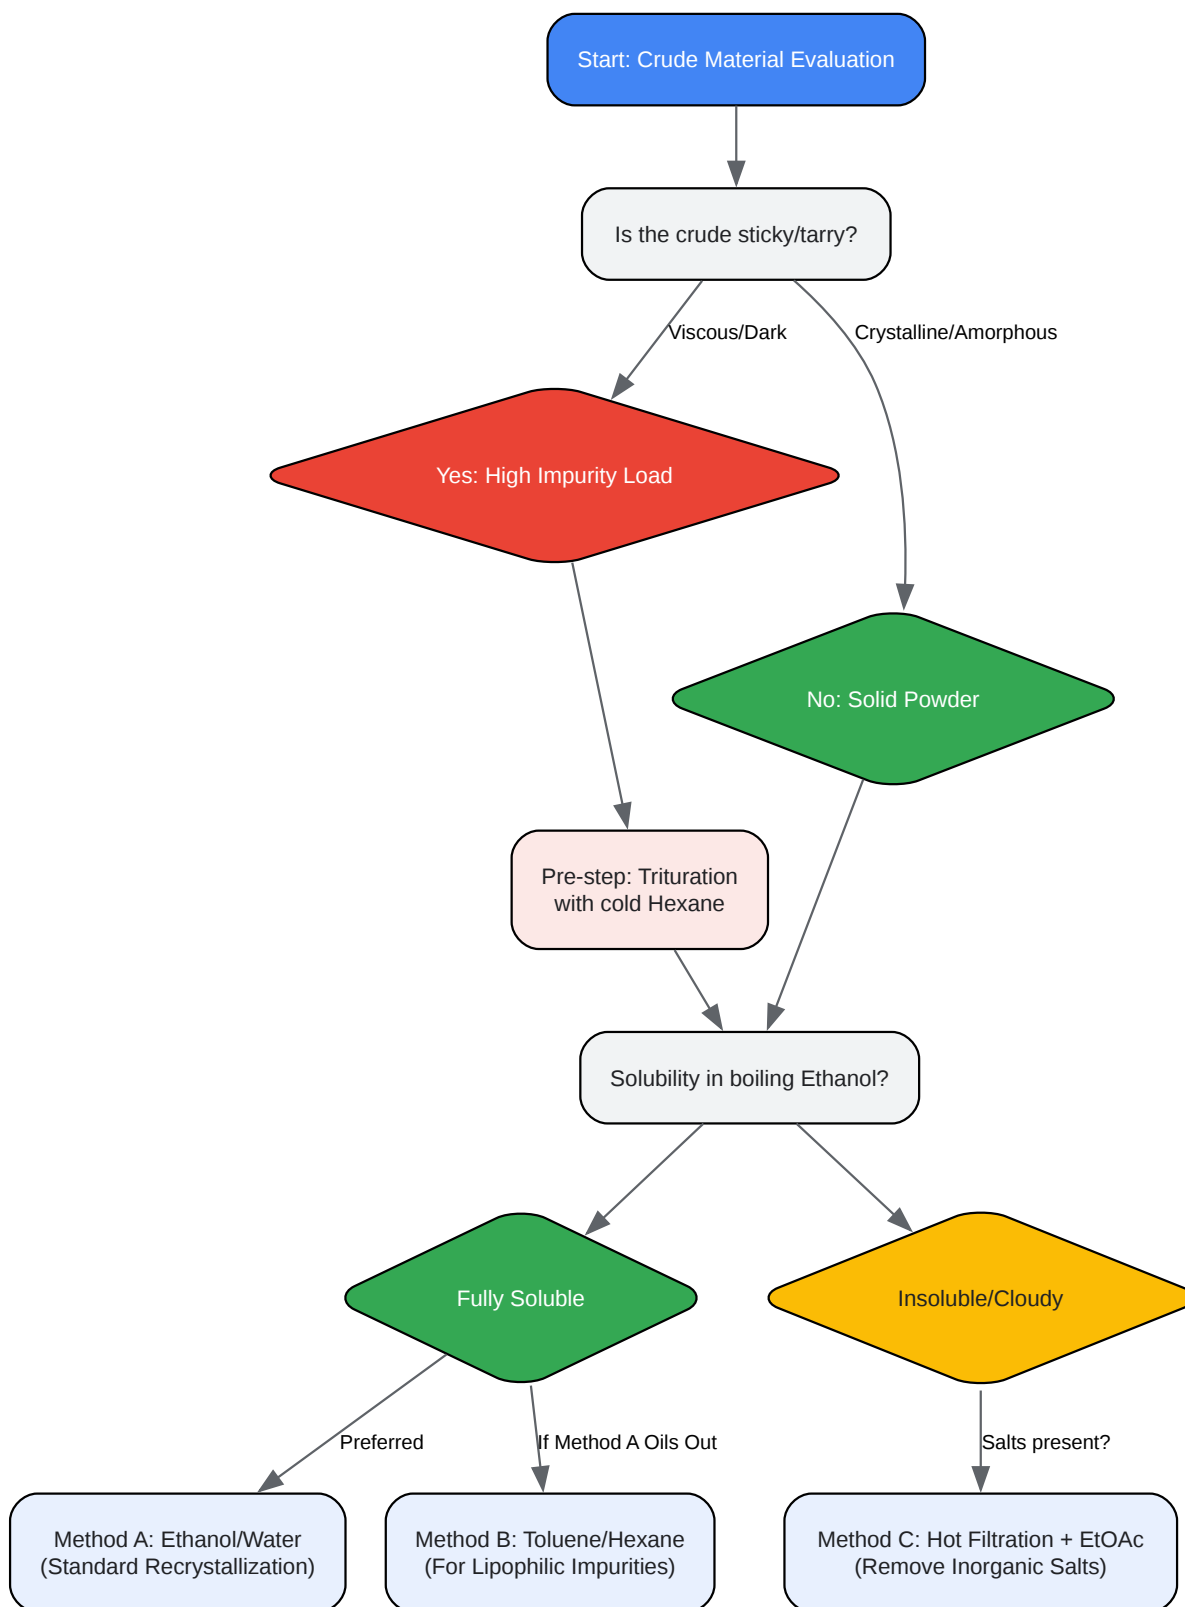 Start: Crude Material Evaluation
Is the crude sticky/tarry?
Viscous/Dark
Crystalline/Amorphous
Yes: High Impurity Load
No: Solid Powder
Pre-step: Trituration
with cold Hexane
Solubility in boiling Ethanol?
Fully Soluble
Insoluble/Cloudy
Preferred
If Method A Oils Out
Salts present?
Method A: Ethanol/Water
(Standard Recrystallization)
Method B: Toluene/Hexane
(For Lipophilic Impurities)
Method C: Hot Filtration + EtOAc
(Remove Inorganic Salts)